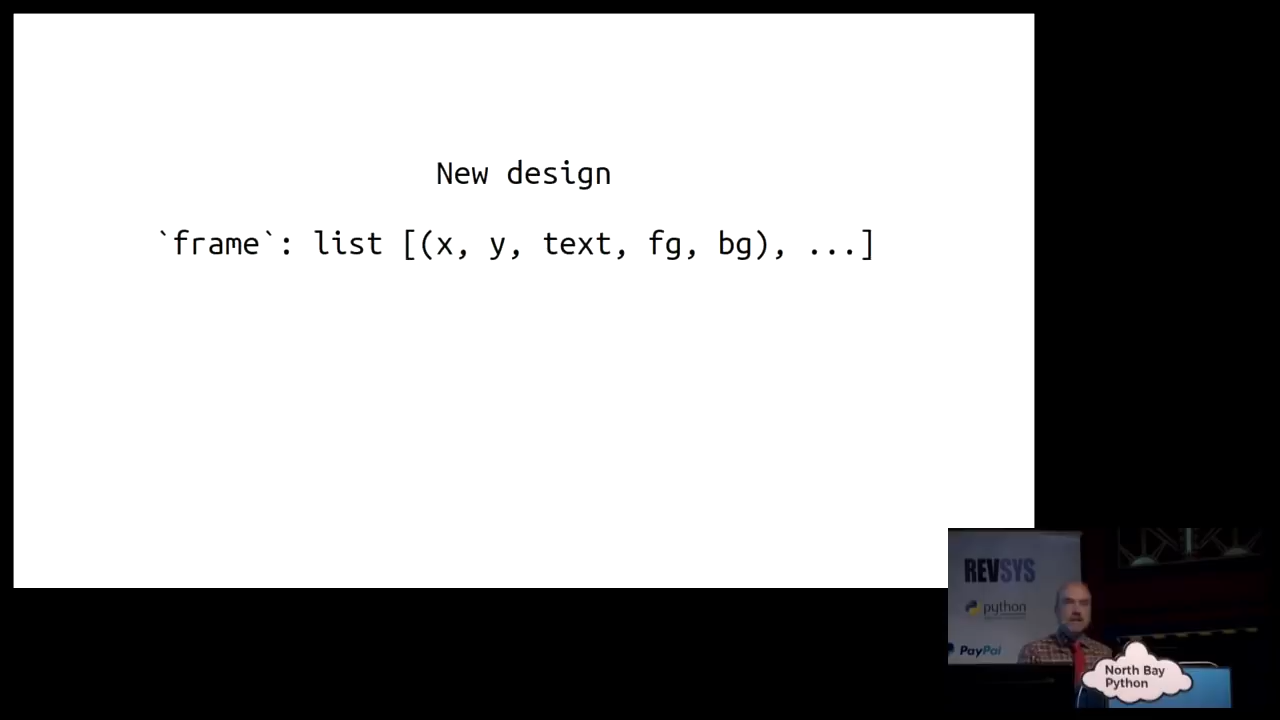 New design
`frame`: list [(x, y, text, fg, bg), ...]
REVSYS
python
PayPal
North Bay
Python